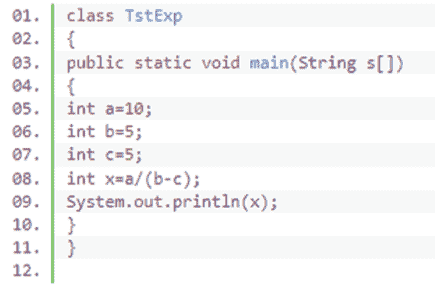 01. class TstExp
02. {
03. public static void main(String s[])
04. {
05. int a=10;
06. int b=5;
07. int c=5;
08. int x=a/(b-c);
09. System.out.println(x);
10. }
11. }
12.